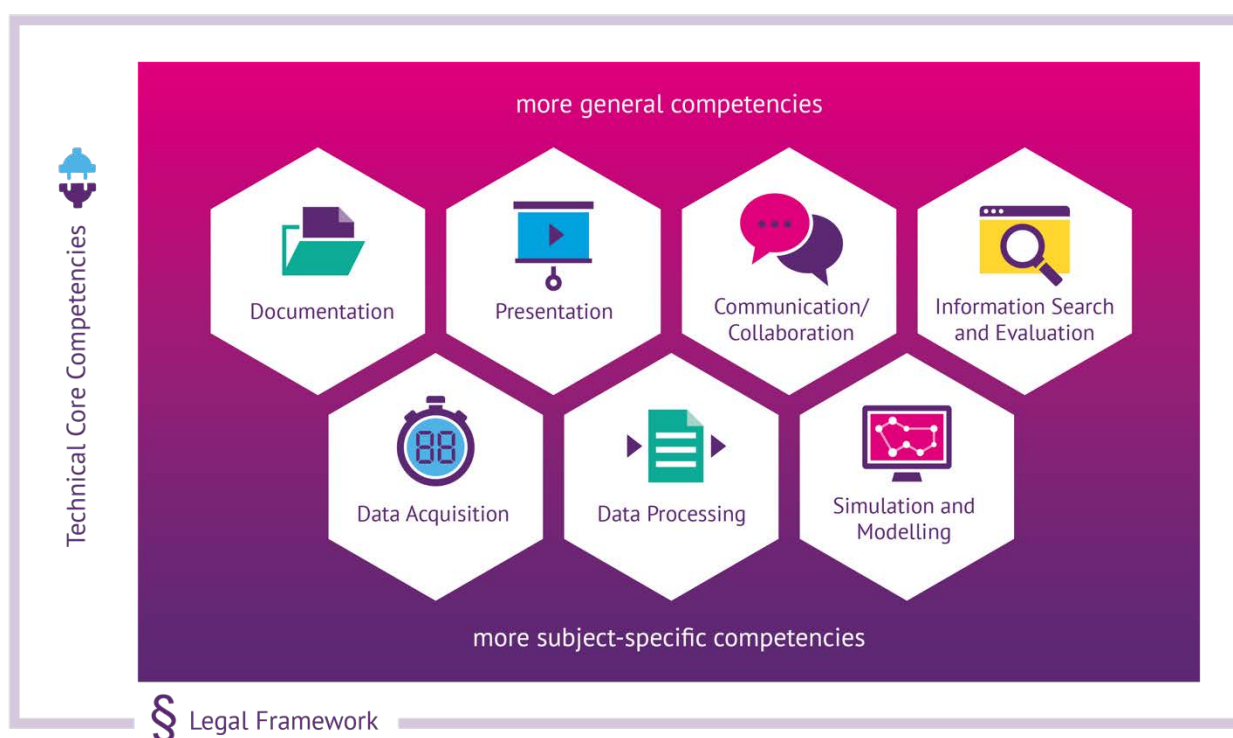 more general competencies
Technical Core Competencies
Documentation
Presentation
Communication/
Collaboration
Information Search
and Evaluation
88
Data Acquisition
Data Processing
Simulation and
Modelling
more subject-specific competencies
§ Legal Framework